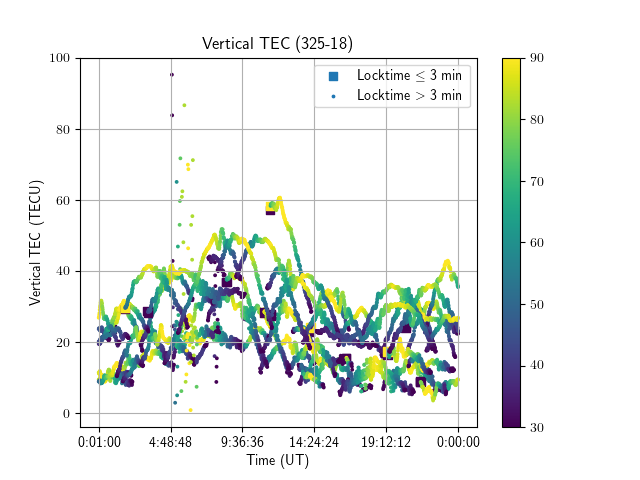 Vertical TEC (325-18)
Locktime ≤ 3 min
Locktime > 3 min
Vertical TEC (TECU)
100
80
60
40
20
0
0:01:00 4:48:48 9:36:36 14:24:24 19:12:12 0:00:00
Time (UT)
90
80
70
60
50
40
30